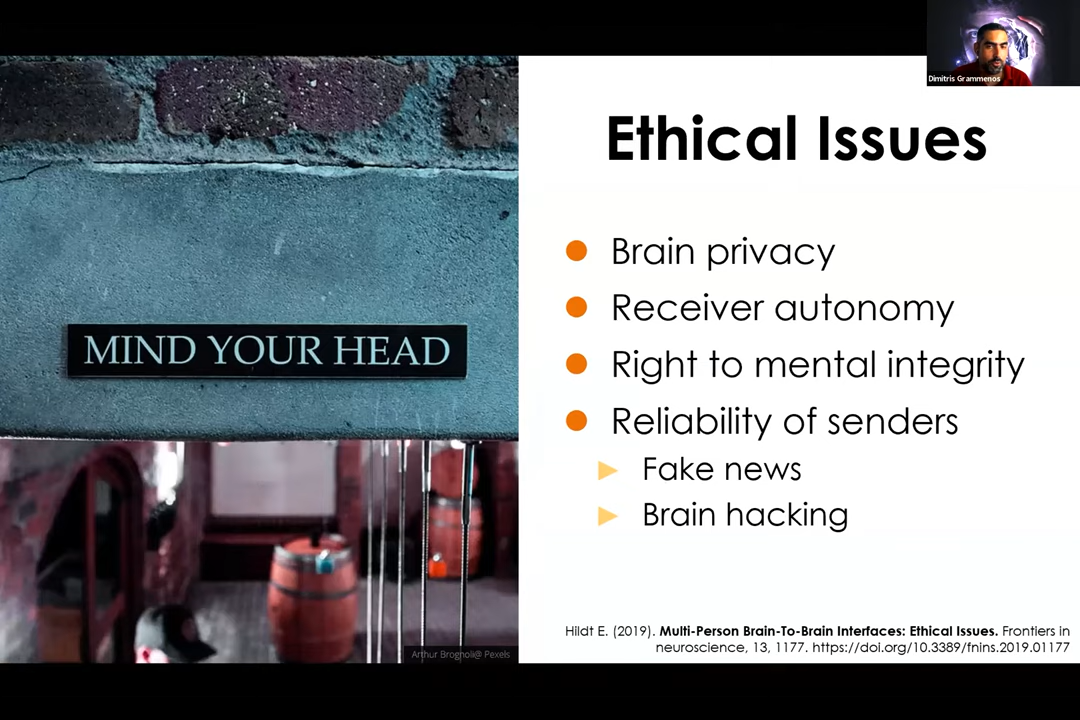 Dimitris Grammenos
Ethical Issues
Brain privacy
Receiver autonomy
Right to mental integrity
Reliability of senders
Fake news
Brain hacking
MIND YOUR HEAD
Arthur Brognoli@ Pexels
Hildt E. (2019). Multi-Person Brain-To-Brain Interfaces: Ethical Issues. Frontiers in
neuroscience, 13, 1177. https://doi.org/10.3389/fnins.2019.01177